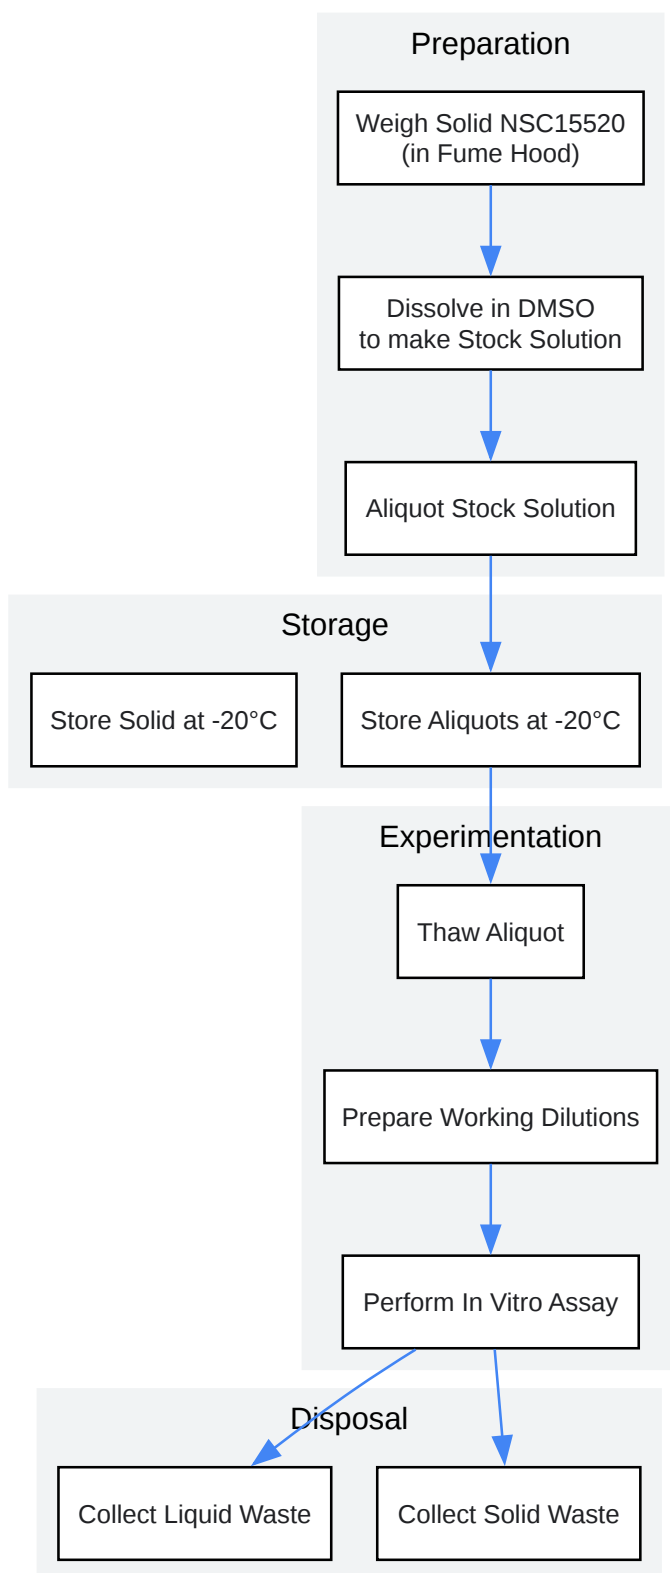 Preparation
Weigh Solid NSC15520
(in Fume Hood)
Dissolve in DMSO
to make Stock Solution
Aliquot Stock Solution
Storage
Store Solid at -20°C
Store Aliquots at -20°C
Experimentation
Thaw Aliquot
Prepare Working Dilutions
Perform In Vitro Assay
Disposal
Collect Liquid Waste
Collect Solid Waste